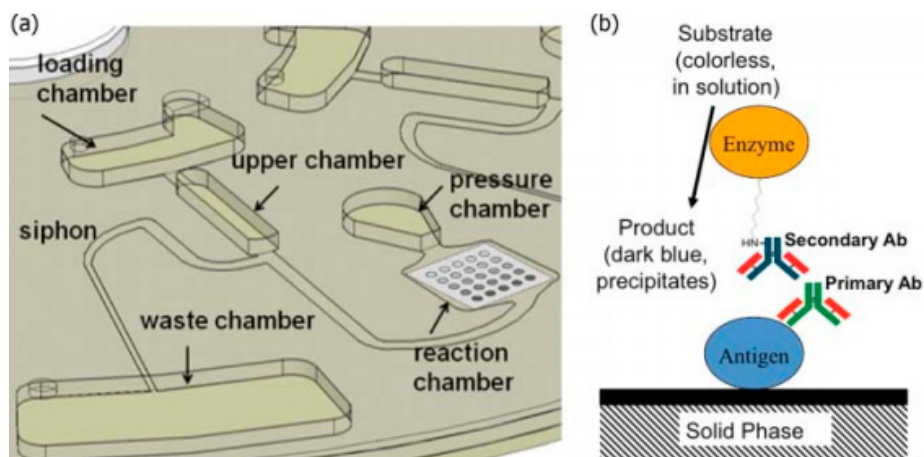 (a)
loading
chamber
upper chamber
pressure
chamber
siphon
waste chamber
reaction
chamber
(b)
Substrate
(colorless,
in solution)
Enzyme
Product
(dark blue,
precipitates)
HN
Secondary Ab
Primary Ab
Antigen
Solid Phase